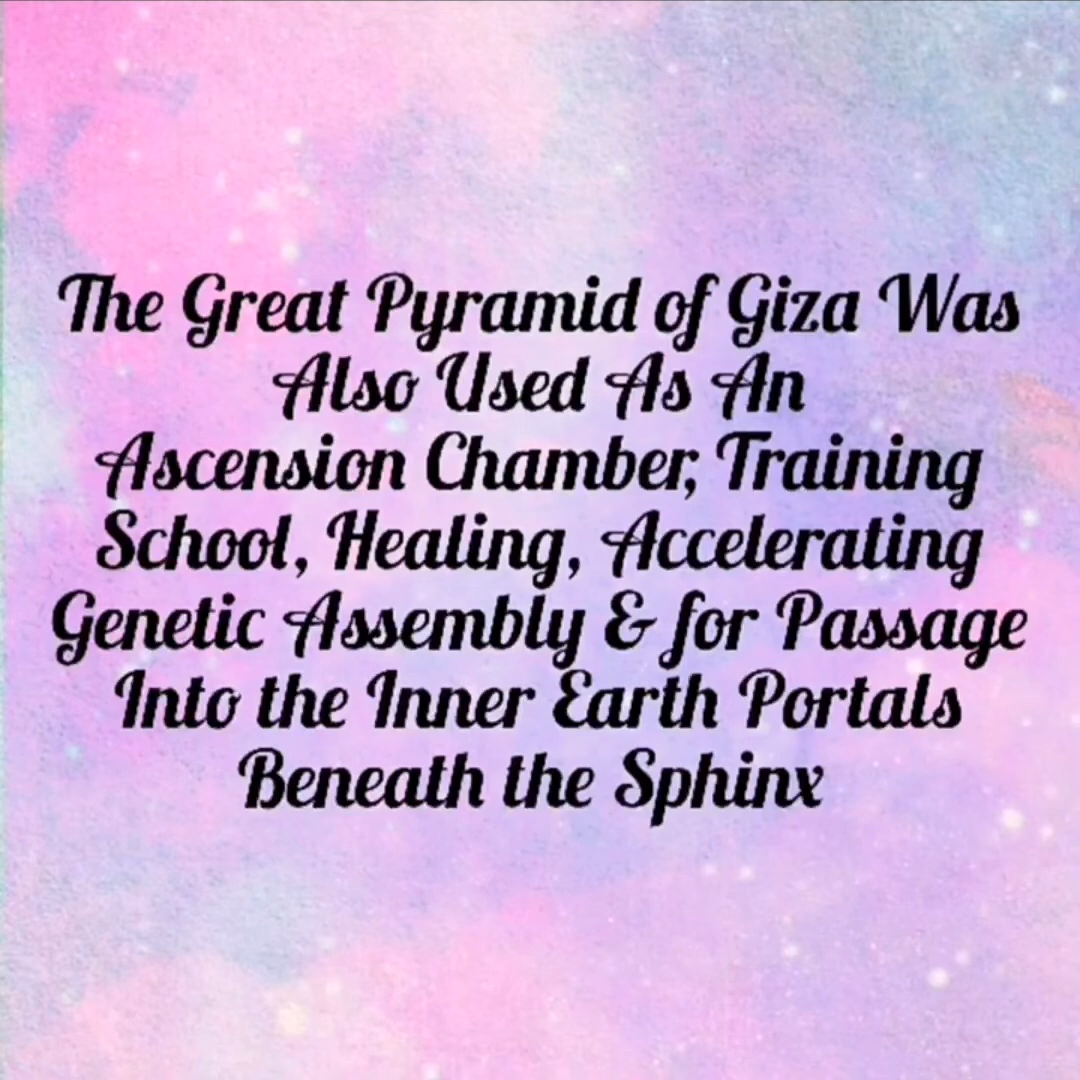 The Great Pyramid of Giza Was
Also Used As An
Ascension Chamber, Training
School, Healing, Accelerating
Genetic Assembly & for Passage
Into the Inner Earth Portals
Beneath the Sphinx